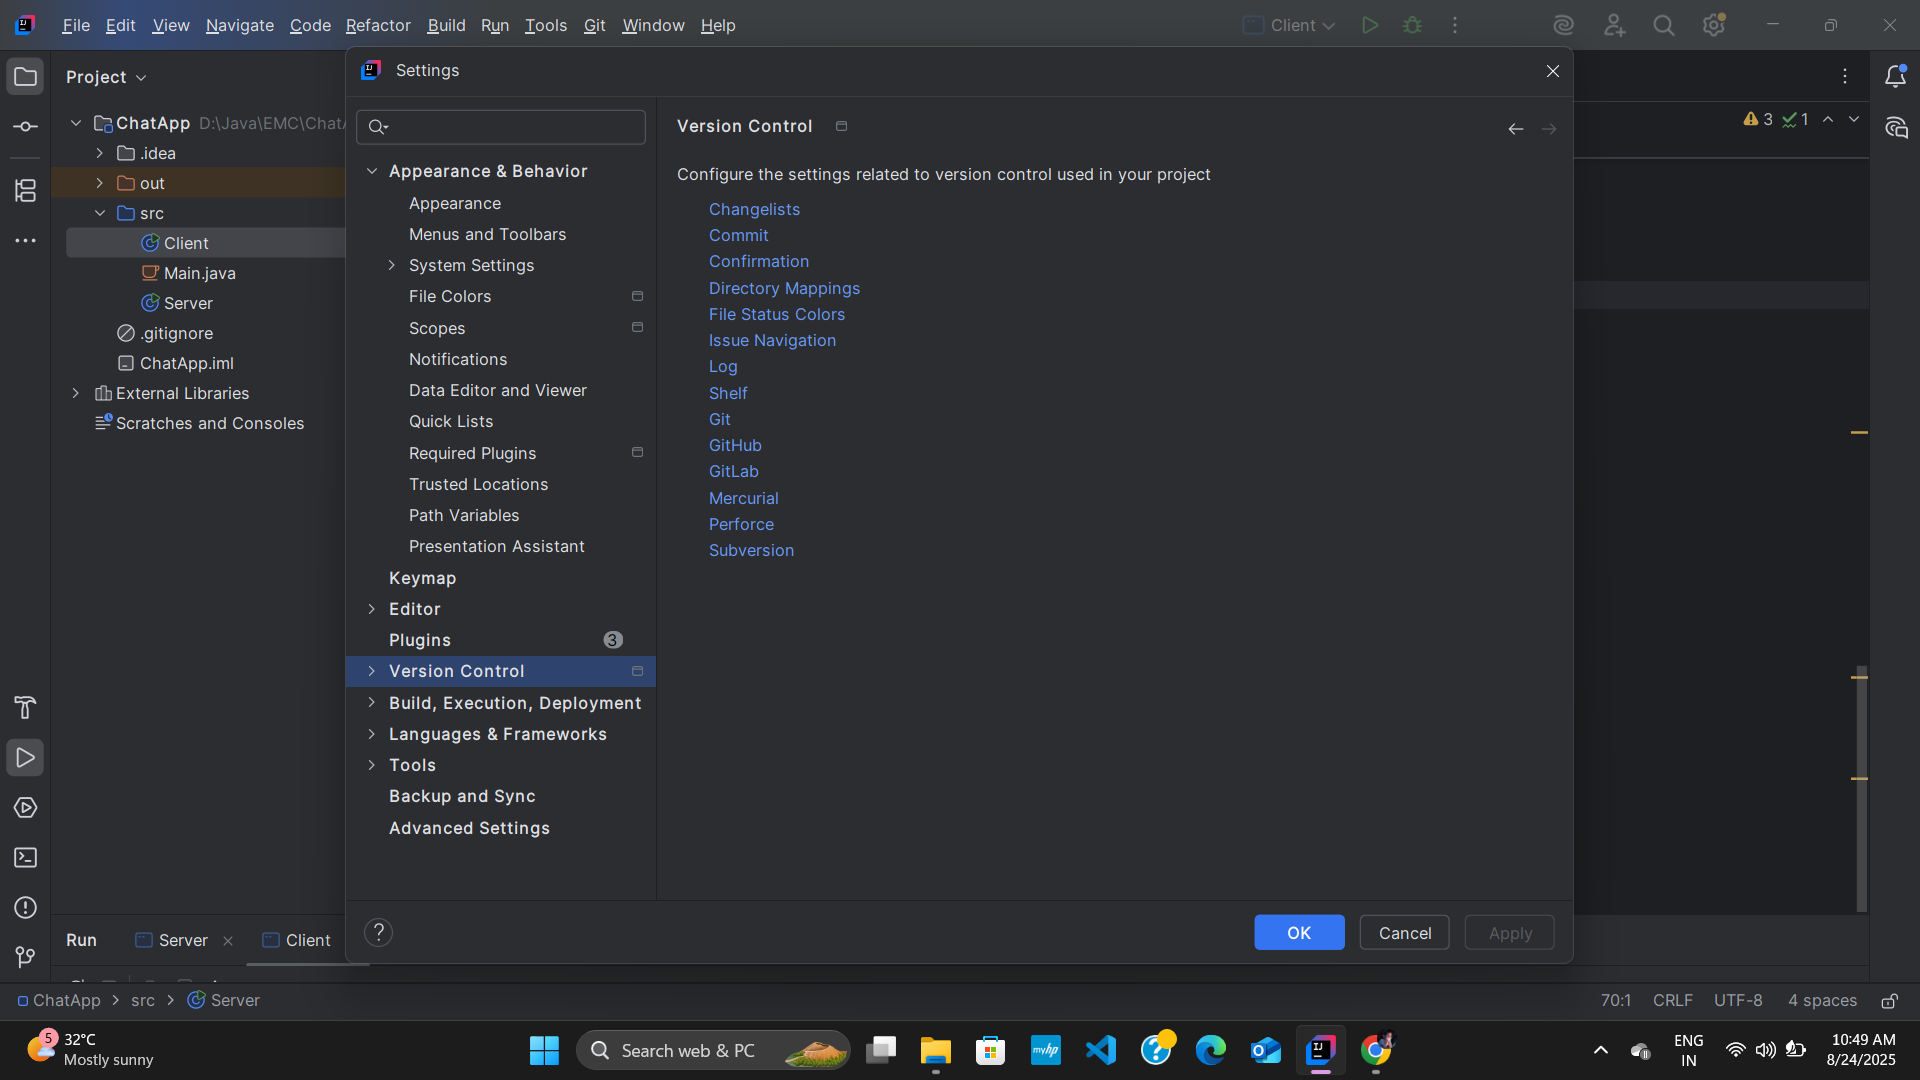 File Edit View Navigate Code Refactor Build Run Tools Git Window Help
Client
Project
ChatApp D:\Java\EMC\Chat
.idea
out
src
Client
Main.java
Server
.gitignore
ChatApp.iml
External Libraries
Scratches and Consoles
Settings
Appearance & Behavior
Appearance
Menus and Toolbars
System Settings
File Colors
Scopes
Notifications
Data Editor and Viewer
Quick Lists
Required Plugins
Trusted Locations
Path Variables
Presentation Assistant
Keymap
Editor
Plugins 3
Version Control
Build, Execution, Deployment
Languages & Frameworks
Tools
Backup and Sync
Advanced Settings
Version Control
Configure the settings related to version control used in your project
Changelists
Commit
Confirmation
Directory Mappings
File Status Colors
Issue Navigation
Log
Shelf
Git
GitHub
GitLab
Mercurial
Perforce
Subversion
? OK Cancel Apply
3 1
Run Server Client
ChatApp > src > Server
70:1 CRLF UTF-8 4 spaces
5 32°C
Mostly sunny
Search web & PC
myhp
ENG
IN
10:49 AM
8/24/2025